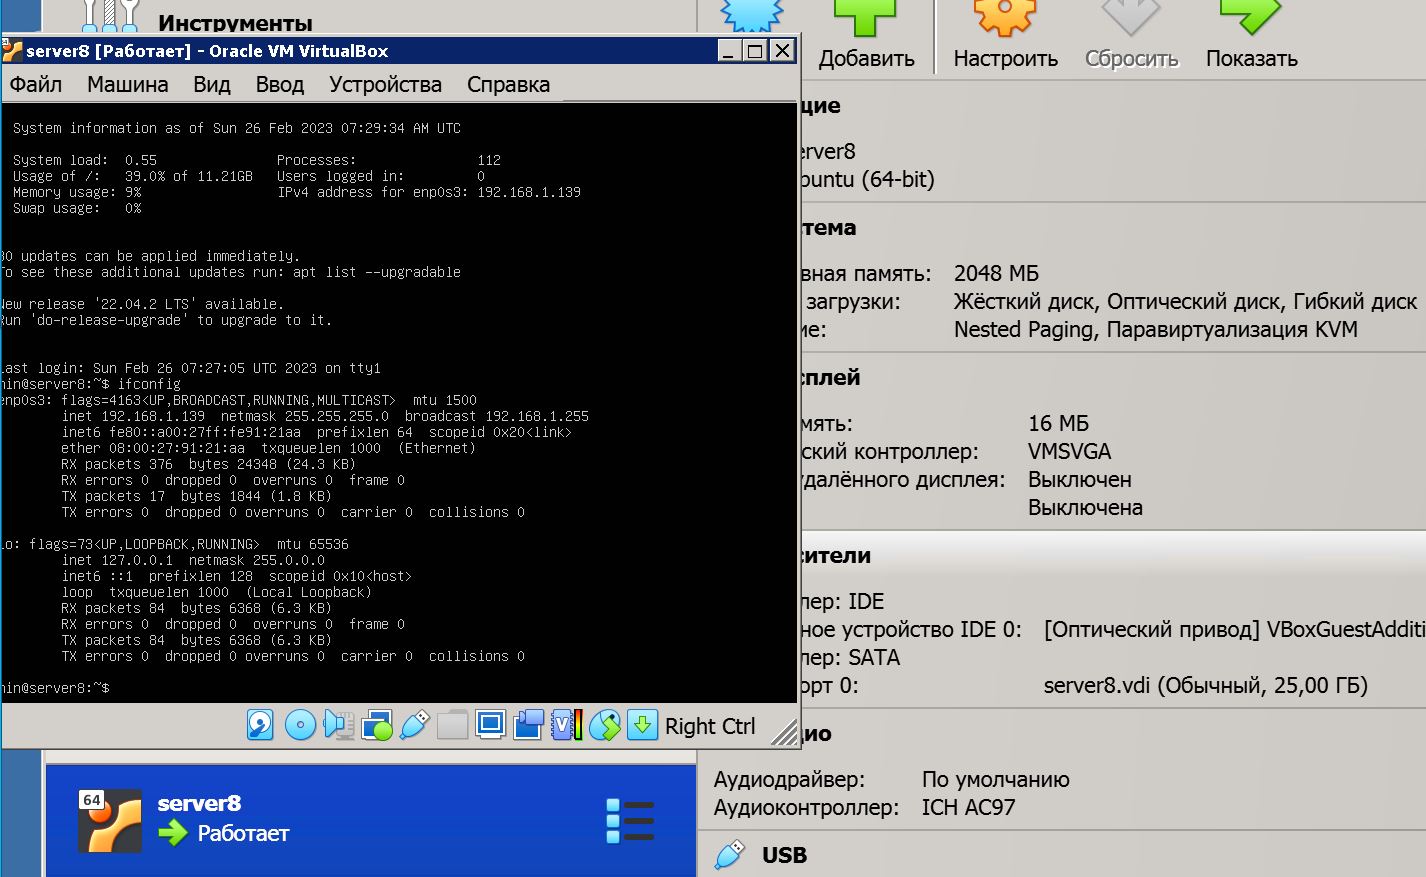 Инструменты
server8 [Работает] - Oracle VM VirtualBox
Файл Машина Вид Ввод Устройства Справка
System information as of Sun 26 Feb 2023 07:29:34 AM UTC
System load: 0.55 Processes: 112
Usage of /: 39.0% of 11.21GB Users logged in: 0
Memory usage: 9% IPv4 address for enp0s3: 192.168.1.139
Swap usage: 0%
updates can be applied immediately.
To see these additional updates run: apt list --upgradable
New release '22.04.2 LTS' available.
Run 'do-release-upgrade' to upgrade to it.
Last login: Sun Feb 26 07:27:05 UTC 2023 on tty1
min@server8:~$ ifconfig
enp0s3: flags=4163<UP,BROADCAST,RUNNING,MULTICAST> mtu 1500
inet 192.168.1.139 netmask 255.255.255.0 broadcast 192.168.1.255
inet6 fe80::a00:27ff:fe91:21aa prefixlen 64 scopeid 0x20<link>
ether 08:00:27:91:21:aa txqueuelen 1000 (Ethernet)
RX packets 376 bytes 24348 (24.3 KB)
RX errors 0 dropped 0 overruns 0 frame 0
TX packets 17 bytes 1844 (1.8 KB)
TX errors 0 dropped 0 overruns 0 carrier 0 collisions 0
lo: flags=73<UP,LOOPBACK,RUNNING> mtu 65536
inet 127.0.0.1 netmask 255.0.0.0
inet6 ::1 prefixlen 128 scopeid 0x10<host>
loop txqueuelen 1000 (Local Loopback)
RX packets 84 bytes 6368 (6.3 KB)
RX errors 0 dropped 0 overruns 0 frame 0
TX packets 84 bytes 6368 (6.3 KB)
TX errors 0 dropped 0 overruns 0 carrier 0 collisions 0
min@server8:~$
Right Ctrl
64
server8
Работает
Добавить Настроить Сбросить Показать
щие
erver8
buntu (64-bit)
тема
вная память: 2048 МБ
загрузки: Жёсткий диск, Оптический диск, Гибкий диск
ие: Nested Paging, Паравиртуализация KVM
сплей
мять: 16 МБ
ский контроллер: VMSVGA
удалённого дисплея: Выключен
Выключена
сители
лер: IDE
ное устройство IDE 0: [Оптический привод] VBoxGuestAdditi
лер: SATA
орт 0: server8.vdi (Обычный, 25,00 ГБ)
дио
Аудиодрайвер: По умолчанию
Аудиоконтроллер: ICH AC97
USB